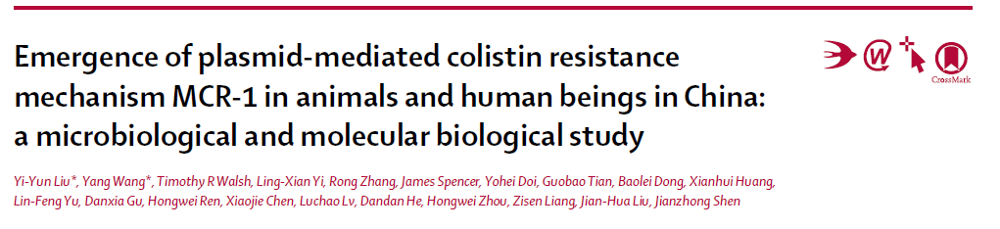 Emergence of plasmid-mediated colistin resistance
mechanism MCR-1 in animals and human beings in China:
a microbiological and molecular biological study
CrossMark
Yi-Yun Liu*, Yang Wang*, Timothy R Walsh, Ling-Xian Yi, Rong Zhang, James Spencer, Yohei Doi, Guobao Tian, Baolei Dong, Xianhui Huang,
Lin-Feng Yu, Danxia Gu, Hongwei Ren, Xiaojie Chen, Luchao Lv, Dandan He, Hongwei Zhou, Zisen Liang, Jian-Hua Liu, Jianzhong Shen